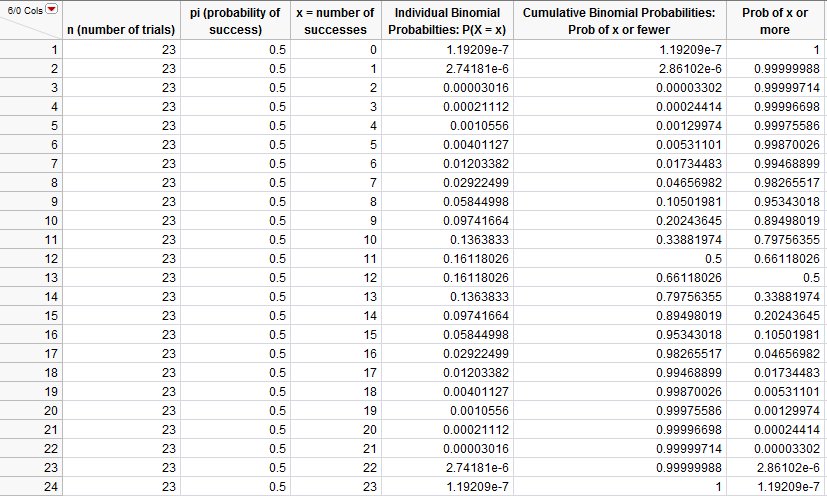 6/0 Cols
n (number of trials) pi (probability of success) x = number of successes Individual Binomial Probabilties: P(X = x) Cumulative Binomial Probabilities: Prob of x or fewer Prob of x or more
1 23 0.5 0 1.19209e-7 1.19209e-7 1
2 23 0.5 1 2.74181e-6 2.86102e-6 0.99999988
3 23 0.5 2 0.00003016 0.00003302 0.99999714
4 23 0.5 3 0.00021112 0.00024414 0.99996698
5 23 0.5 4 0.0010556 0.00129974 0.99975586
6 23 0.5 5 0.00401127 0.00531101 0.99870026
7 23 0.5 6 0.01203382 0.01734483 0.99468899
8 23 0.5 7 0.02922499 0.04656982 0.98265517
9 23 0.5 8 0.05844998 0.10501981 0.95343018
10 23 0.5 9 0.09741664 0.20243645 0.89498019
11 23 0.5 10 0.1363833 0.33881974 0.79756355
12 23 0.5 11 0.16118026 0.5 0.66118026
13 23 0.5 12 0.16118026 0.66118026 0.5
14 23 0.5 13 0.1363833 0.79756355 0.33881974
15 23 0.5 14 0.09741664 0.89498019 0.20243645
16 23 0.5 15 0.05844998 0.95343018 0.10501981
17 23 0.5 16 0.02922499 0.98265517 0.04656982
18 23 0.5 17 0.01203382 0.99468899 0.01734483
19 23 0.5 18 0.00401127 0.99870026 0.00531101
20 23 0.5 19 0.0010556 0.99975586 0.00129974
21 23 0.5 20 0.00021112 0.99996698 0.00024414
22 23 0.5 21 0.00003016 0.99999714 0.00003302
23 23 0.5 22 2.74181e-6 0.99999988 2.86102e-6
24 23 0.5 23 1.19209e-7 1 1.19209e-7